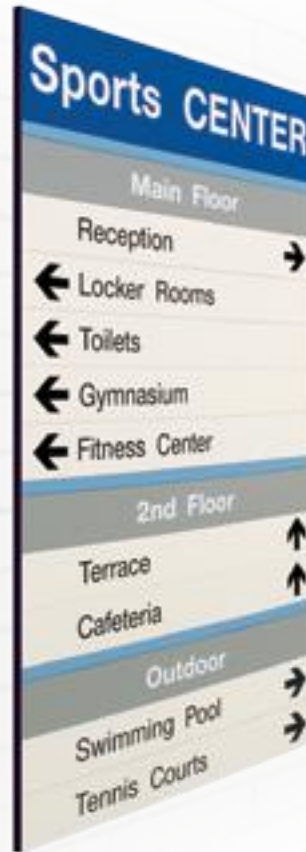 Sports CENTER
Main Floor
Reception →
← Locker Rooms
← Toilets
← Gymnasium
← Fitness Center
2nd Floor
Terrace ↑
Cafeteria ↑
Outdoor
Swimming Pool →
Tennis Courts →